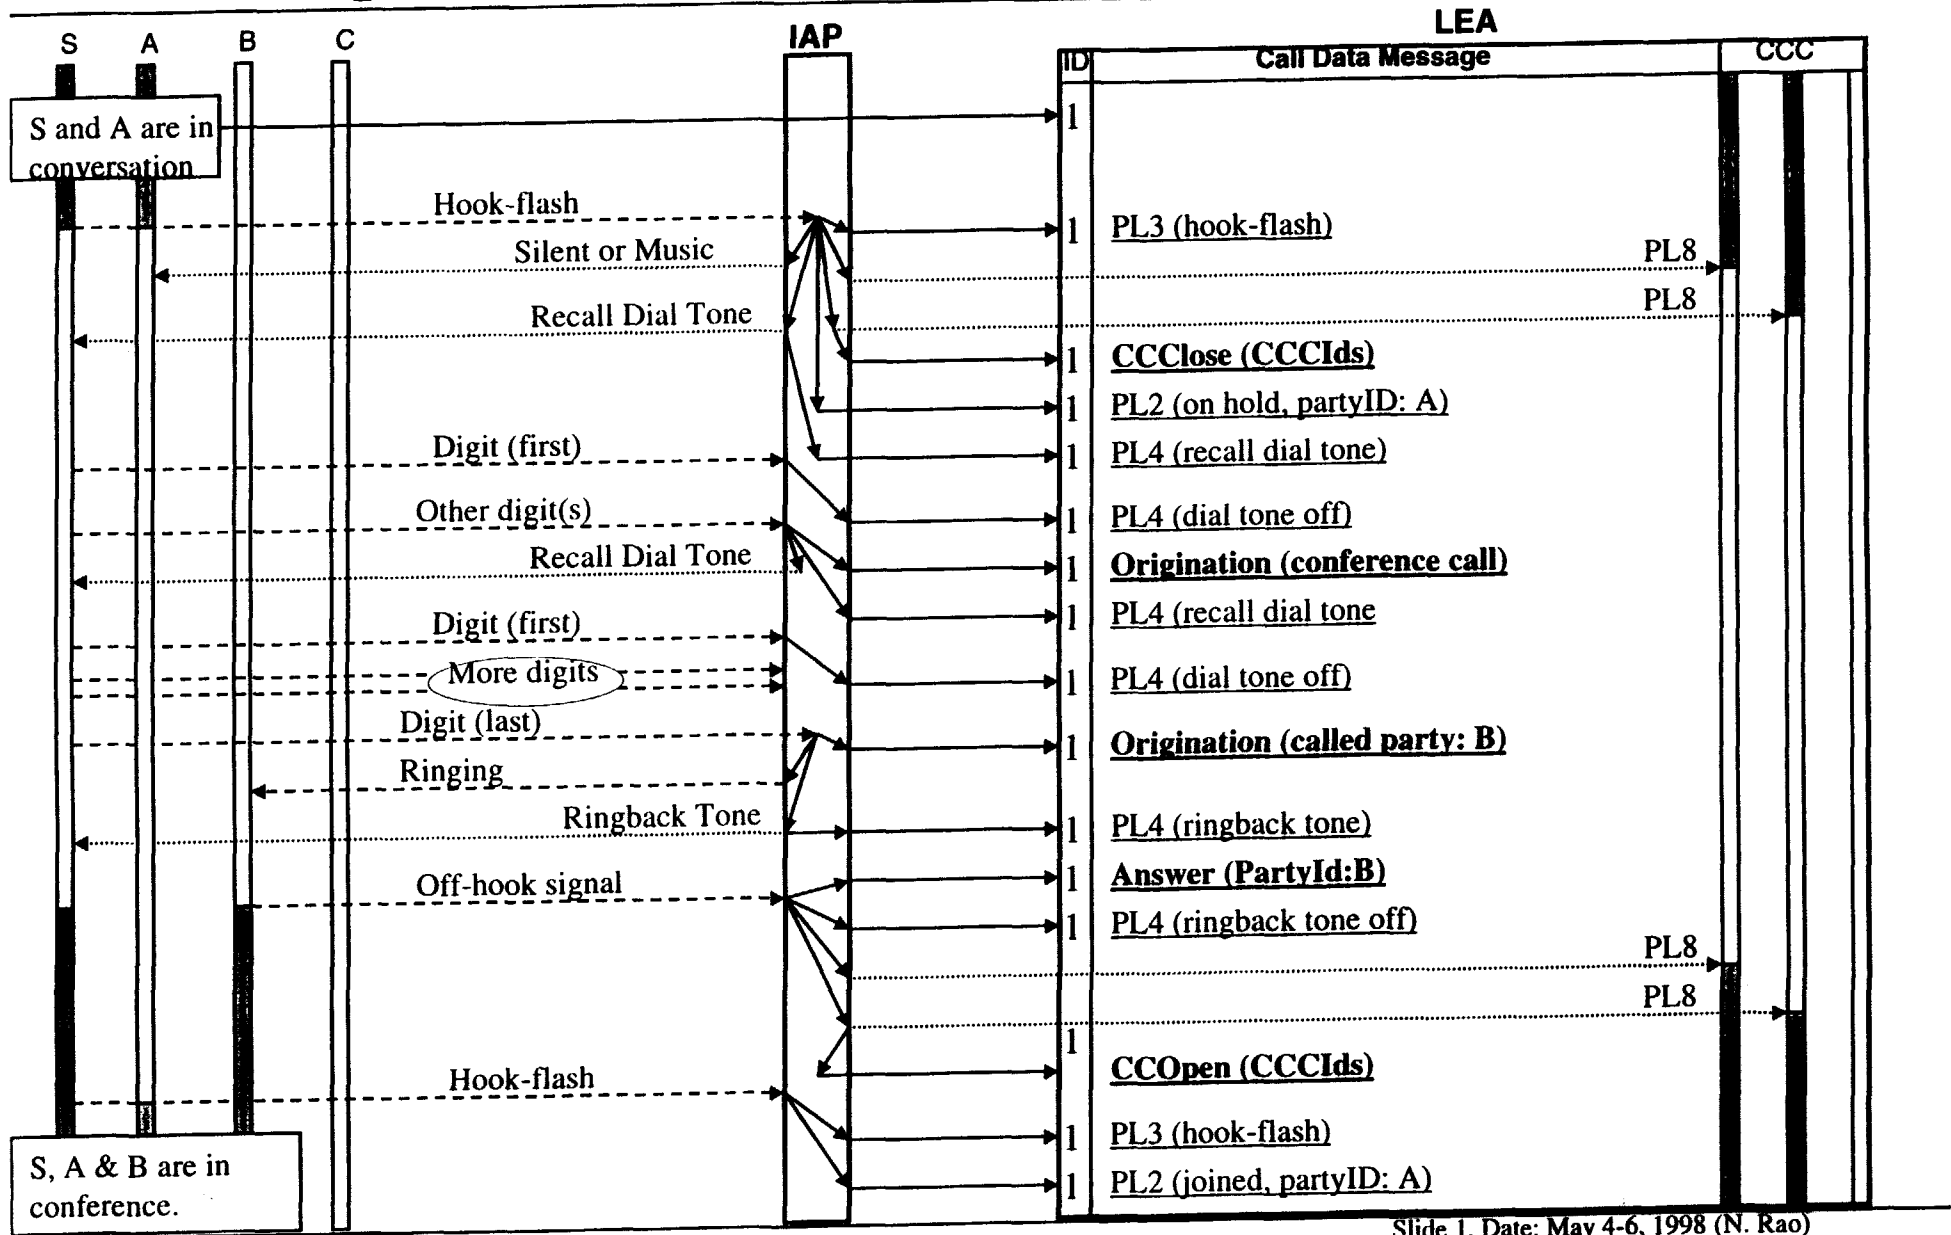 S A B C IAP LEA
ID Call Data Message CCC
S and A are in
conversation
1
Hook-flash
1 PL3 (hook-flash)
Silent or Music
PL8
Recall Dial Tone
PL8
1 CCClose (CCCIds)
1 PL2 (on hold, partyID: A)
Digit (first)
1 PL4 (recall dial tone)
Other digit(s)
1 PL4 (dial tone off)
Recall Dial Tone
1 Origination (conference call)
1 PL4 (recall dial tone
Digit (first)
More digits
1 PL4 (dial tone off)
Digit (last)
1 Origination (called party: B)
Ringing
Ringback Tone
1 PL4 (ringback tone)
Off-hook signal
1 Answer (PartyId:B)
1 PL4 (ringback tone off)
PL8
PL8
1
CCOpen (CCCIds)
Hook-flash
1 PL3 (hook-flash)
1 PL2 (joined, partyID: A)
S, A & B are in
conference.
Slide 1, Date: May 4-6, 1998 (N. Rao)